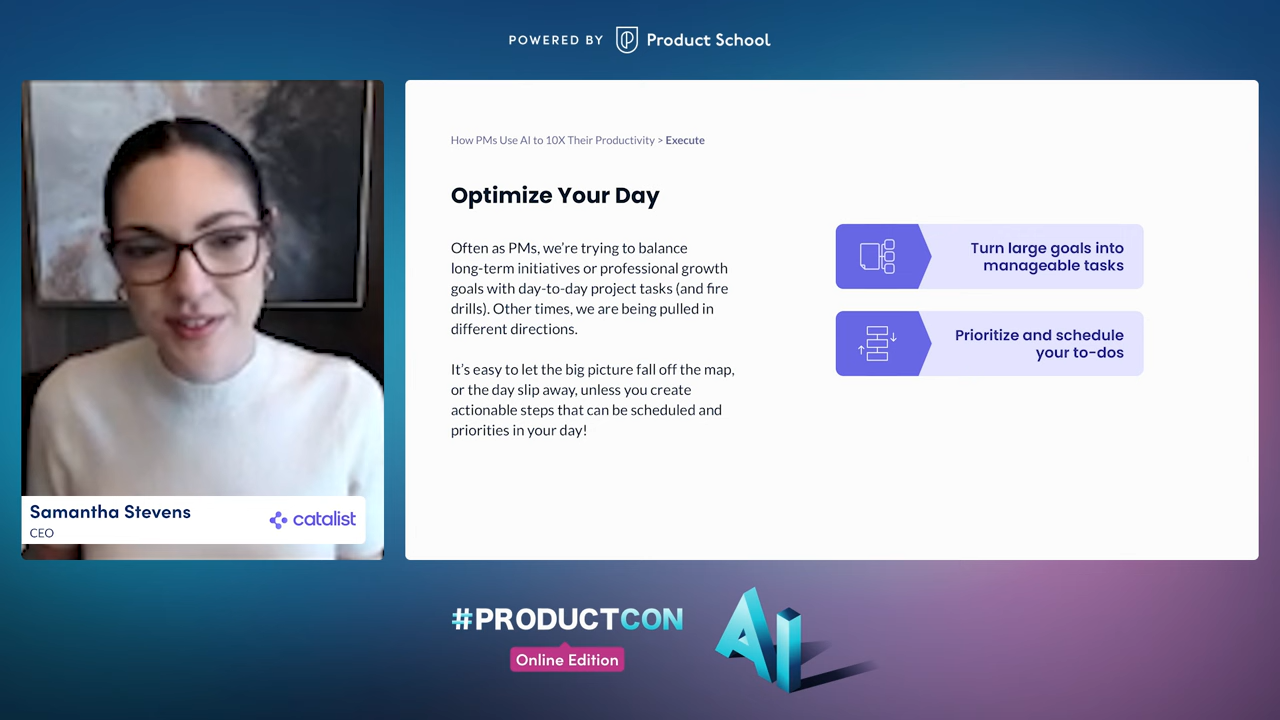 POWERED BY Product School
How PMs Use AI to 10X Their Productivity > Execute
Optimize Your Day
Often as PMs, we're trying to balance
long-term initiatives or professional growth
goals with day-to-day project tasks (and fire
drills). Other times, we are being pulled in
different directions.
It's easy to let the big picture fall off the map,
or the day slip away, unless you create
actionable steps that can be scheduled and
priorities in your day!
Turn large goals into
manageable tasks
Prioritize and schedule
your to-dos
Samantha Stevens
CEO
catalist
#PRODUCTCON
Online Edition
AI